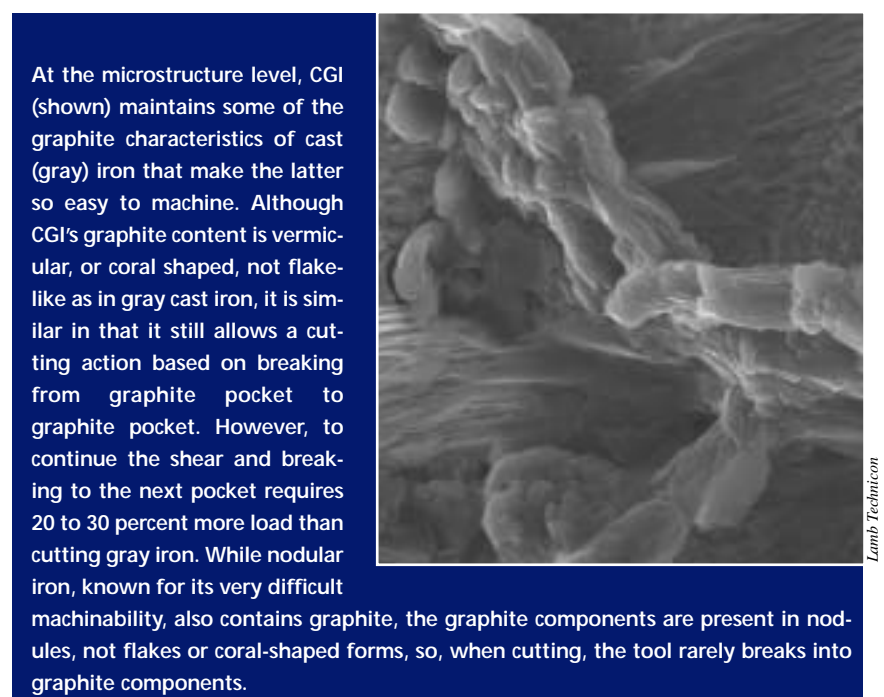 At the microstructure level, CGI
(shown) maintains some of the
graphite characteristics of cast
(gray) iron that make the latter
so easy to machine. Although
CGI's graphite content is vermic-
ular, or coral shaped, not flake-
like as in gray cast iron, it is sim-
ilar in that it still allows a cut-
ting action based on breaking
from graphite pocket to
graphite pocket. However, to
continue the shear and break-
ing to the next pocket requires
20 to 30 percent more load than
cutting gray iron. While nodular
iron, known for its very difficult
machinability, also contains graphite, the graphite components are present in nod-
ules, not flakes or coral-shaped forms, so, when cutting, the tool rarely breaks into
graphite components.
Lamb Technicon